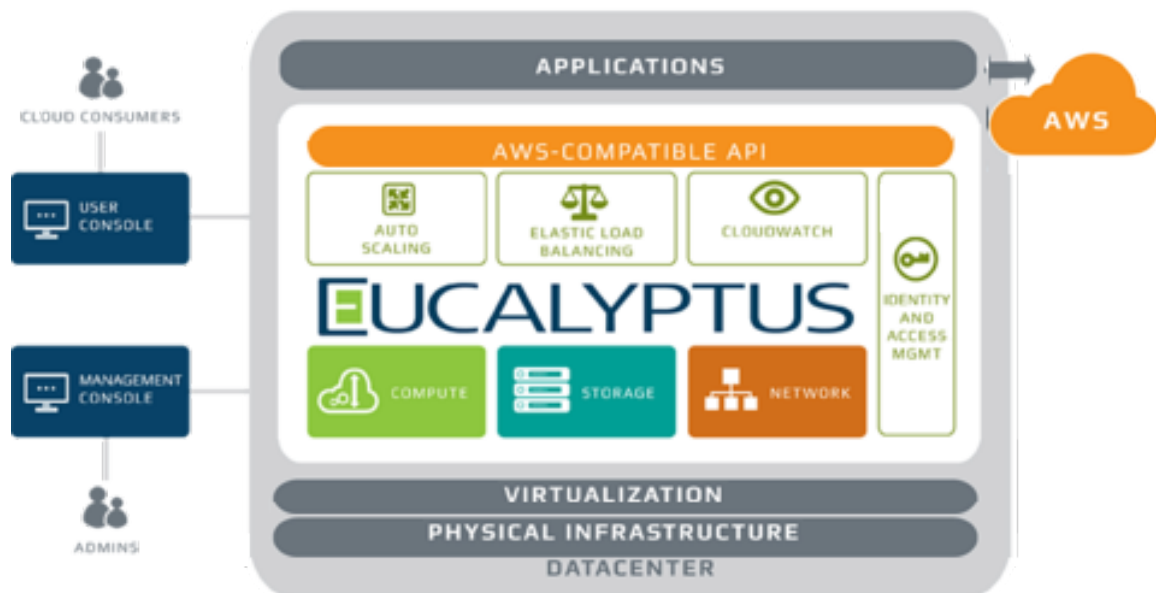 APPLICATIONS
CLOUD CONSUMERS
AWS
AWS-COMPATIBLE API
USER
CONSOLE
AUTO
SCALING
ELASTIC LOAD
BALANCING
CLOUDWATCH
IDENTITY
AND
ACCESS
MGMT
EUCALYPTUS
MANAGEMENT
CONSOLE
COMPUTE
STORAGE
NETWORK
VIRTUALIZATION
PHYSICAL INFRASTRUCTURE
ADMINS
DATACENTER